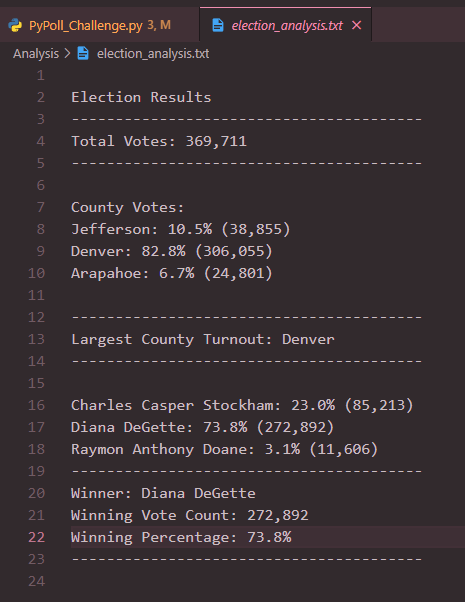 PyPoll_Challenge.py 3, M election_analysis.txt
Analysis > election_analysis.txt
1
2 Election Results
3 ----------------------------------------
4 Total Votes: 369,711
5 ----------------------------------------
6
7 County Votes:
8 Jefferson: 10.5% (38,855)
9 Denver: 82.8% (306,055)
10 Arapahoe: 6.7% (24,801)
11
12 ----------------------------------------
13 Largest County Turnout: Denver
14 ----------------------------------------
15
16 Charles Casper Stockham: 23.0% (85,213)
17 Diana DeGette: 73.8% (272,892)
18 Raymon Anthony Doane: 3.1% (11,606)
19 ----------------------------------------
20 Winner: Diana DeGette
21 Winning Vote Count: 272,892
22 Winning Percentage: 73.8%
23 ----------------------------------------
24